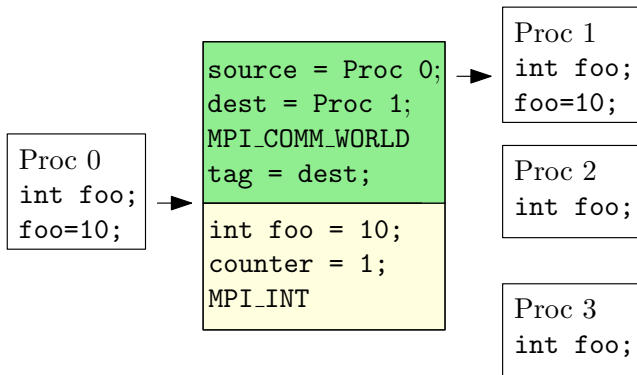 Proc 0
int foo;
foo=10;
source = Proc 0;
dest = Proc 1;
MPI_COMM_WORLD
tag = dest;
int foo = 10;
counter = 1;
MPI_INT
Proc 1
int foo;
foo=10;
Proc 2
int foo;
Proc 3
int foo;